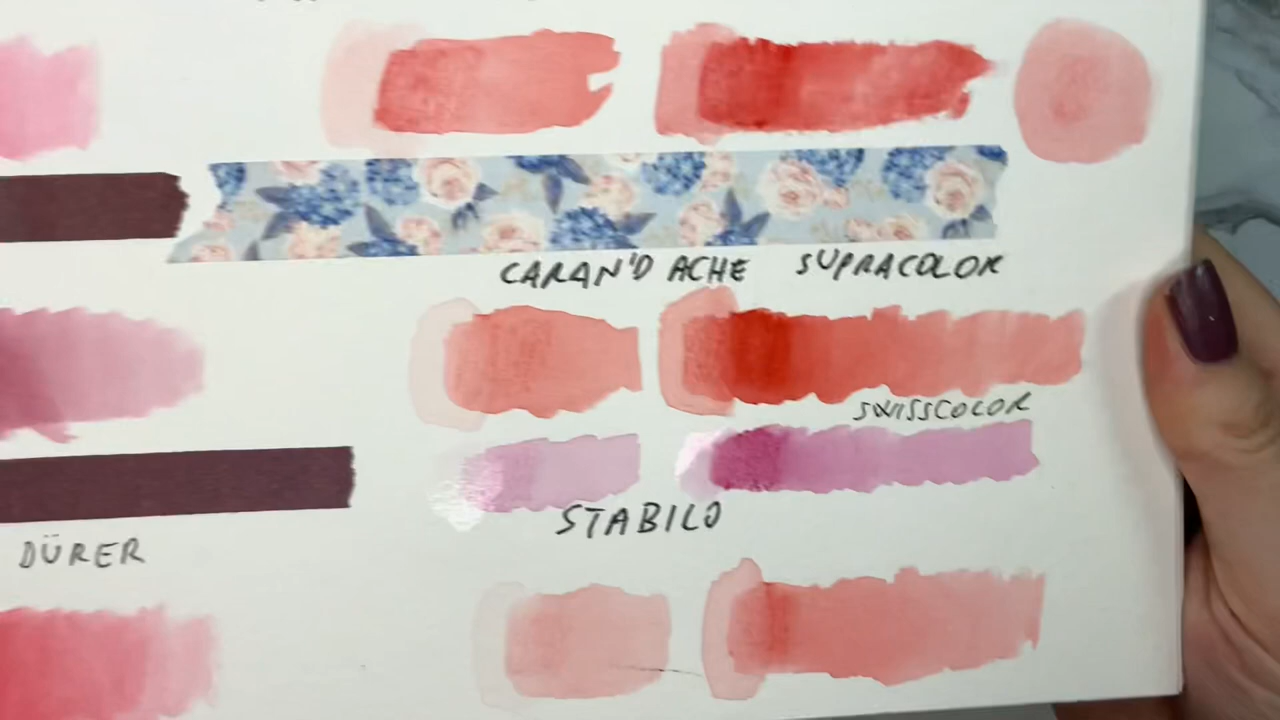 CARAN'D ACHE SUPRACOLOR
SWISSCOLOR
STABILO
DÜRER